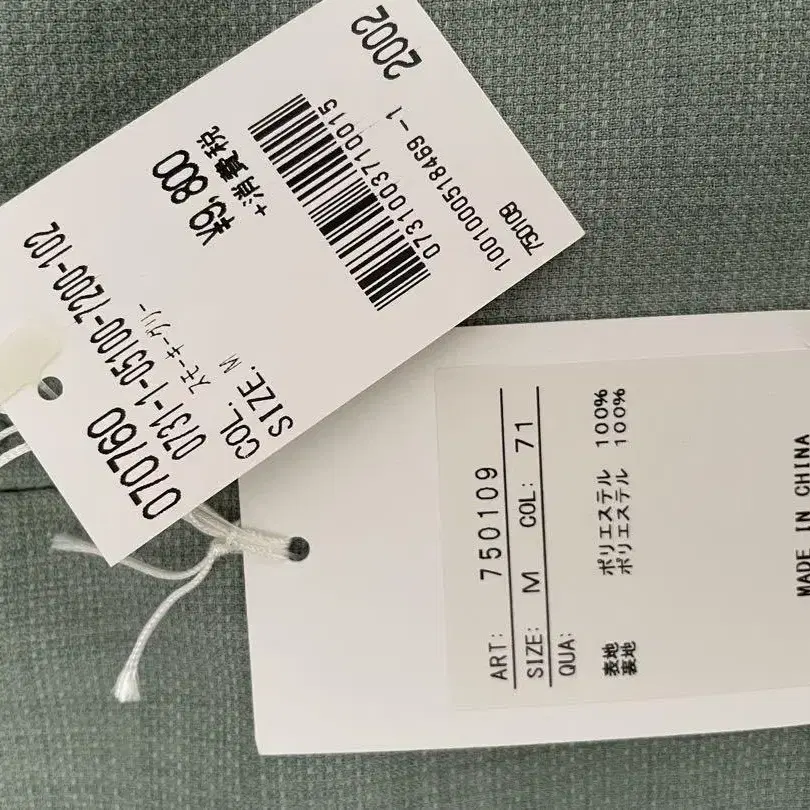 2002
1001000518469-1
750109
0731003710015
¥9,800
+消費税
070760
0731-1-05100-7200-102
COL. スモーキーグリー
SIZE. M
ART: 750109
SIZE: M COL: 71
QUA:
表地 ポリエステル 100%
裏地 ポリエステル 100%
MADE IN CHINA